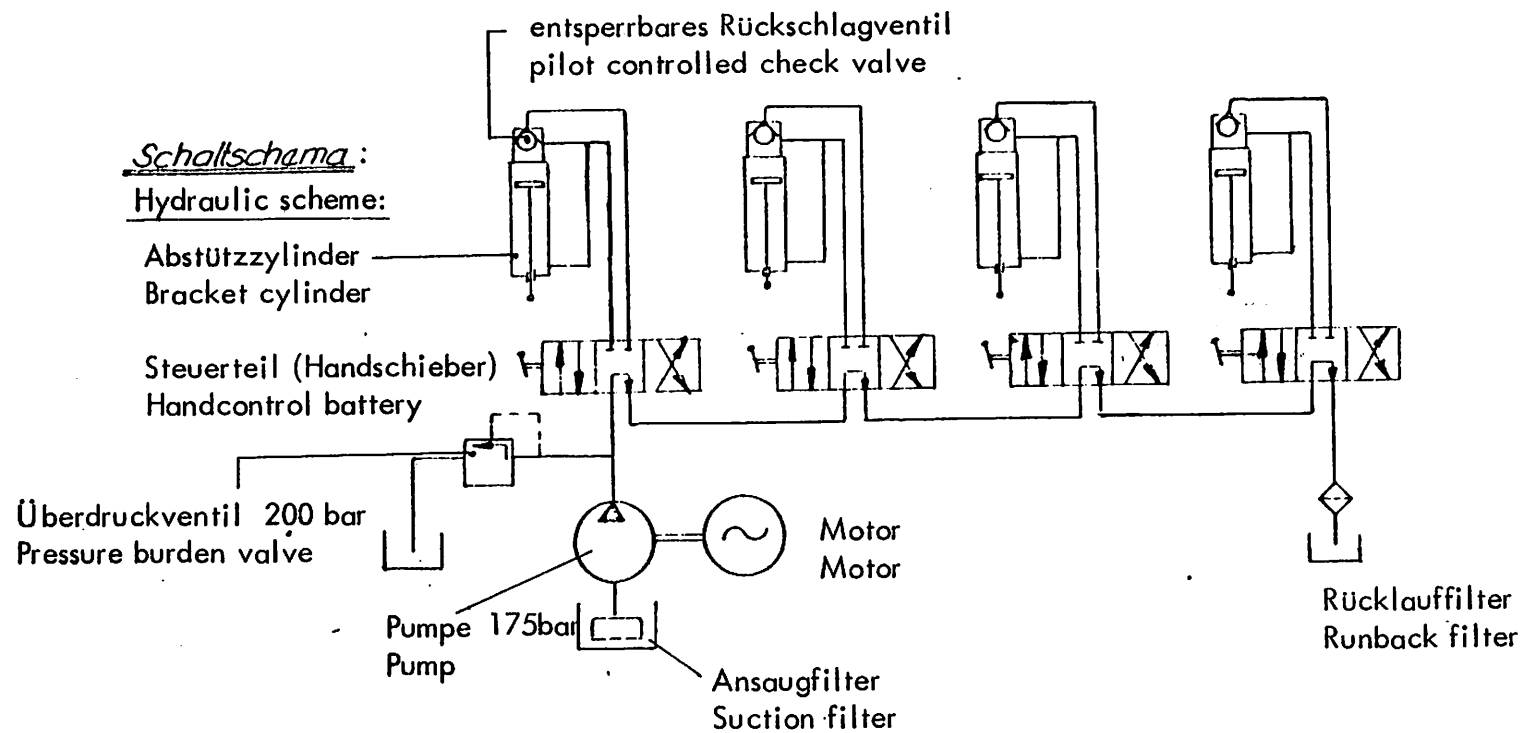 entsperrbares Rückschlagventil
pilot controlled check valve
Schaltschama:
Hydraulic scheme:
Abstützzylinder
Bracket cylinder
Steuerteil (Handschieber)
Handcontrol battery
Überdruckventil 200 bar
Pressure burden valve
Motor
Motor
Pumpe 175bar
Pump
Ansaugfilter
Suction filter
Rücklauffilter
Runback filter